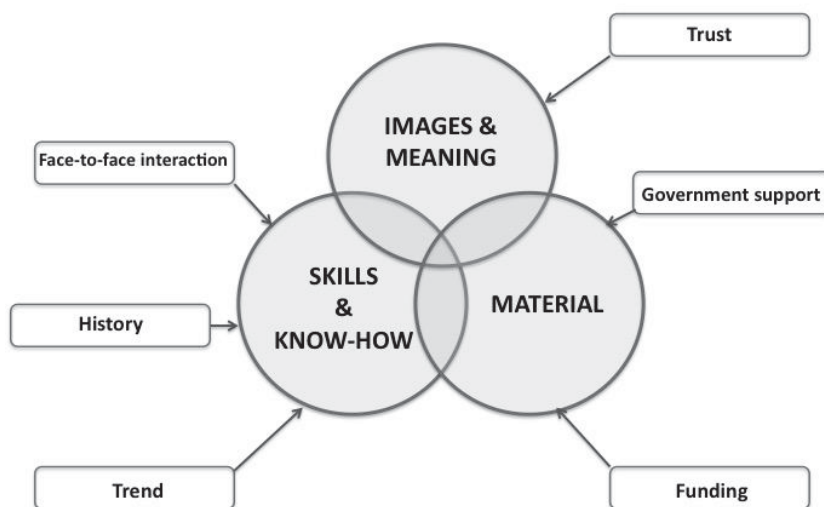 Trust
IMAGES &
MEANING
Face-to-face interaction
Government support
SKILLS
&
KNOW-HOW
MATERIAL
History
Trend
Funding